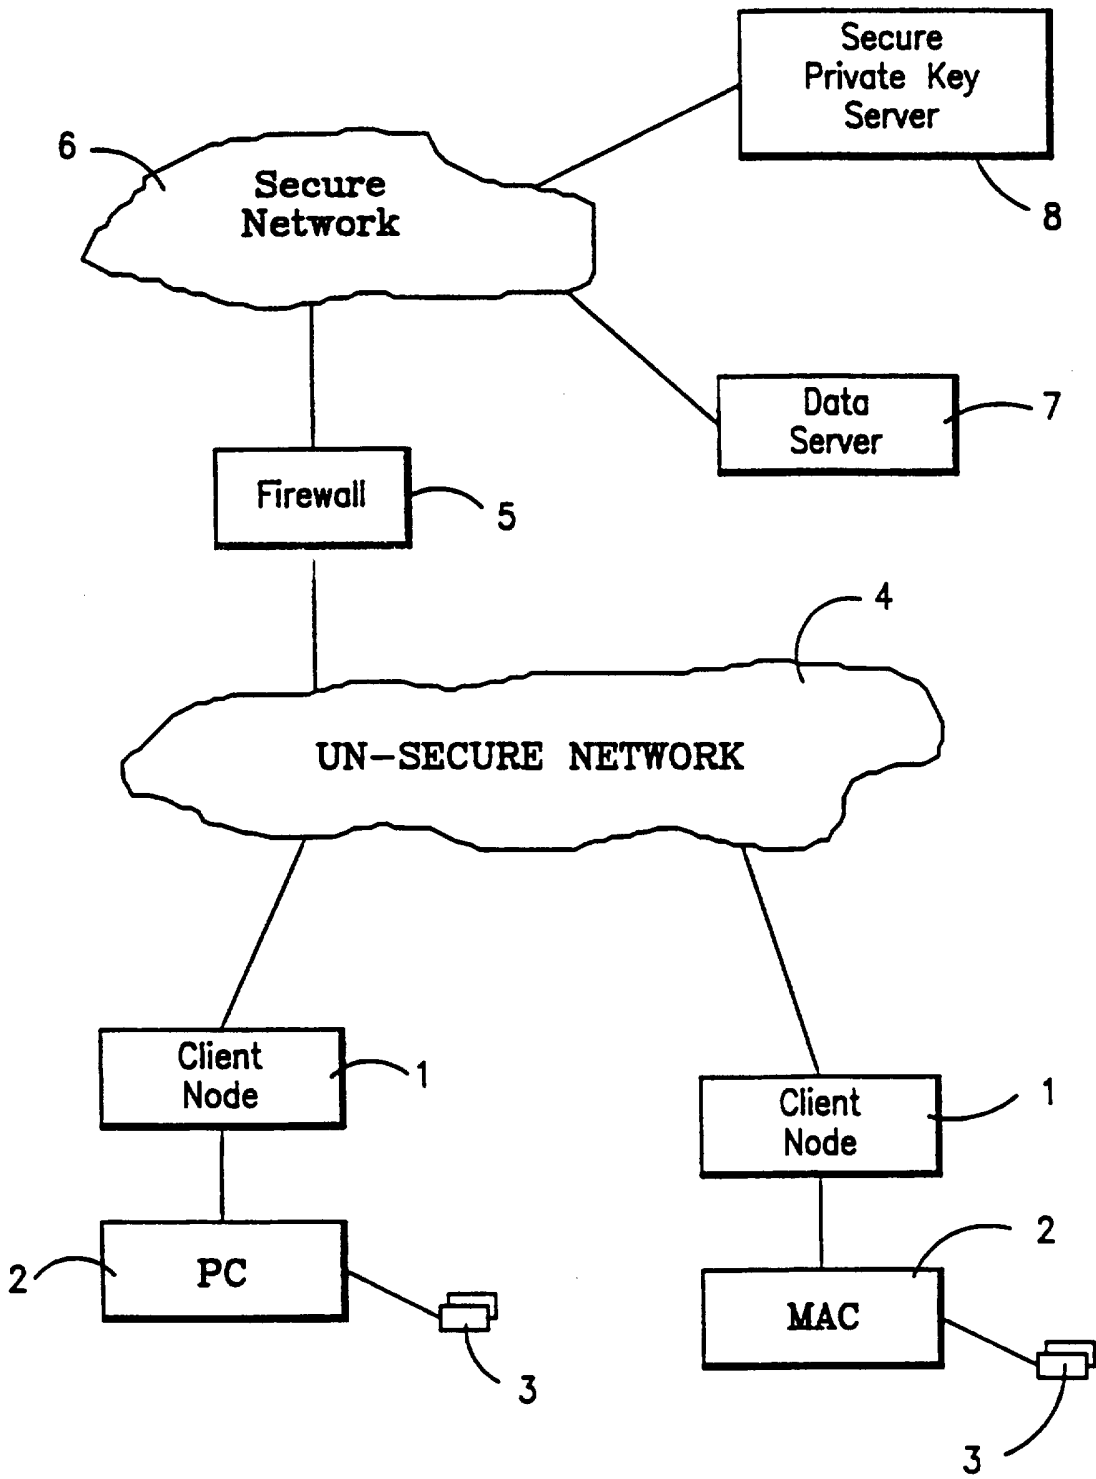 Secure
Private Key
Server
8
6
Secure
Network
Data
Server
7
Firewall
5
4
UN-SECURE NETWORK
Client
Node
1
Client
Node
1
2
PC
3
2
MAC
3